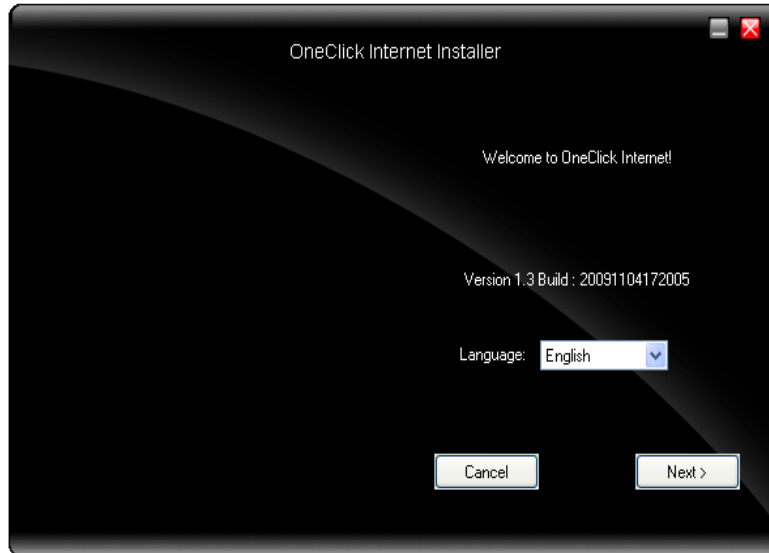 OneClick Internet Installer
Welcome to OneClick Internet!
Version 1.3 Build : 20091104172005
Language: English
Cancel Next >